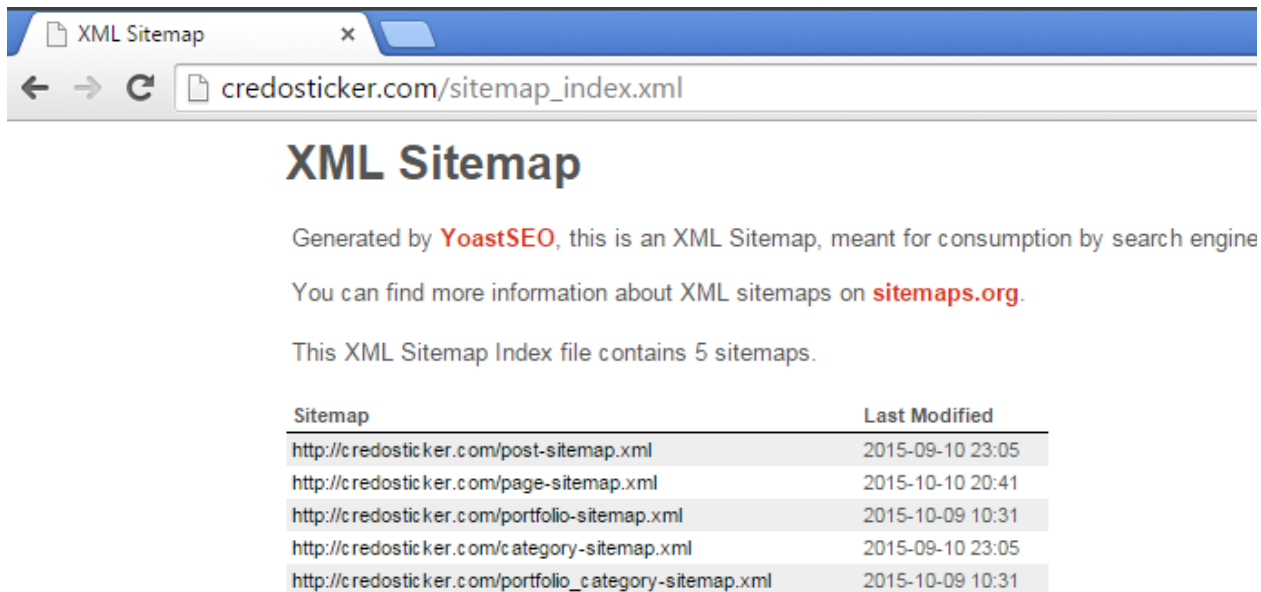 XML Sitemap
credosticker.com/sitemap_index.xml
XML Sitemap
Generated by YoastSEO, this is an XML Sitemap, meant for consumption by search engine
You can find more information about XML sitemaps on sitemaps.org.
This XML Sitemap Index file contains 5 sitemaps.
Sitemap Last Modified
http://credosticker.com/post-sitemap.xml 2015-09-10 23:05
http://credosticker.com/page-sitemap.xml 2015-10-10 20:41
http://credosticker.com/portfolio-sitemap.xml 2015-10-09 10:31
http://credosticker.com/category-sitemap.xml 2015-09-10 23:05
http://credosticker.com/portfolio_category-sitemap.xml 2015-10-09 10:31